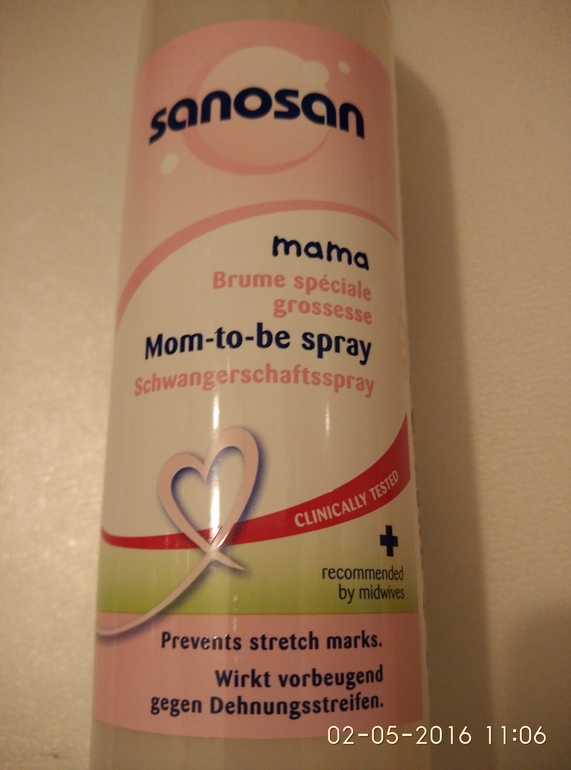 sanosan
mama
Brume spéciale
grossesse
Mom-to-be spray
Schwangerschaftsspray
CLINICALLY TESTED
recommended
by midwives
Prevents stretch marks.
Wirkt vorbeugend
gegen Dehnungsstreifen.
02-05-2016 11:06